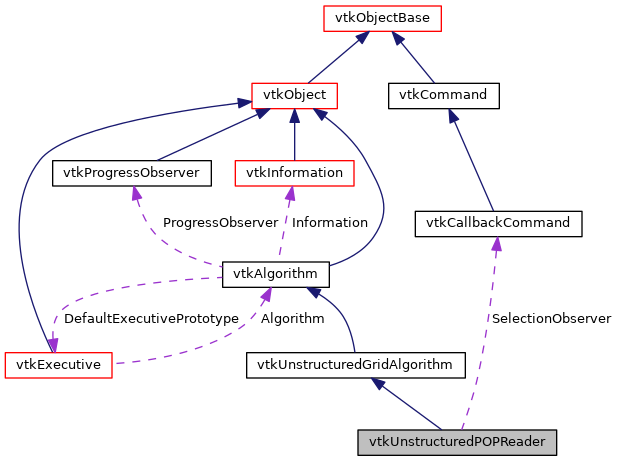 vtkObjectBase
vtkObject
vtkCommand
vtkProgressObserver
vtkInformation
ProgressObserver
Information
vtkCallbackCommand
vtkAlgorithm
DefaultExecutivePrototype
Algorithm
SelectionObserver
vtkExecutive
vtkUnstructuredGridAlgorithm
vtkUnstructuredPOPReader